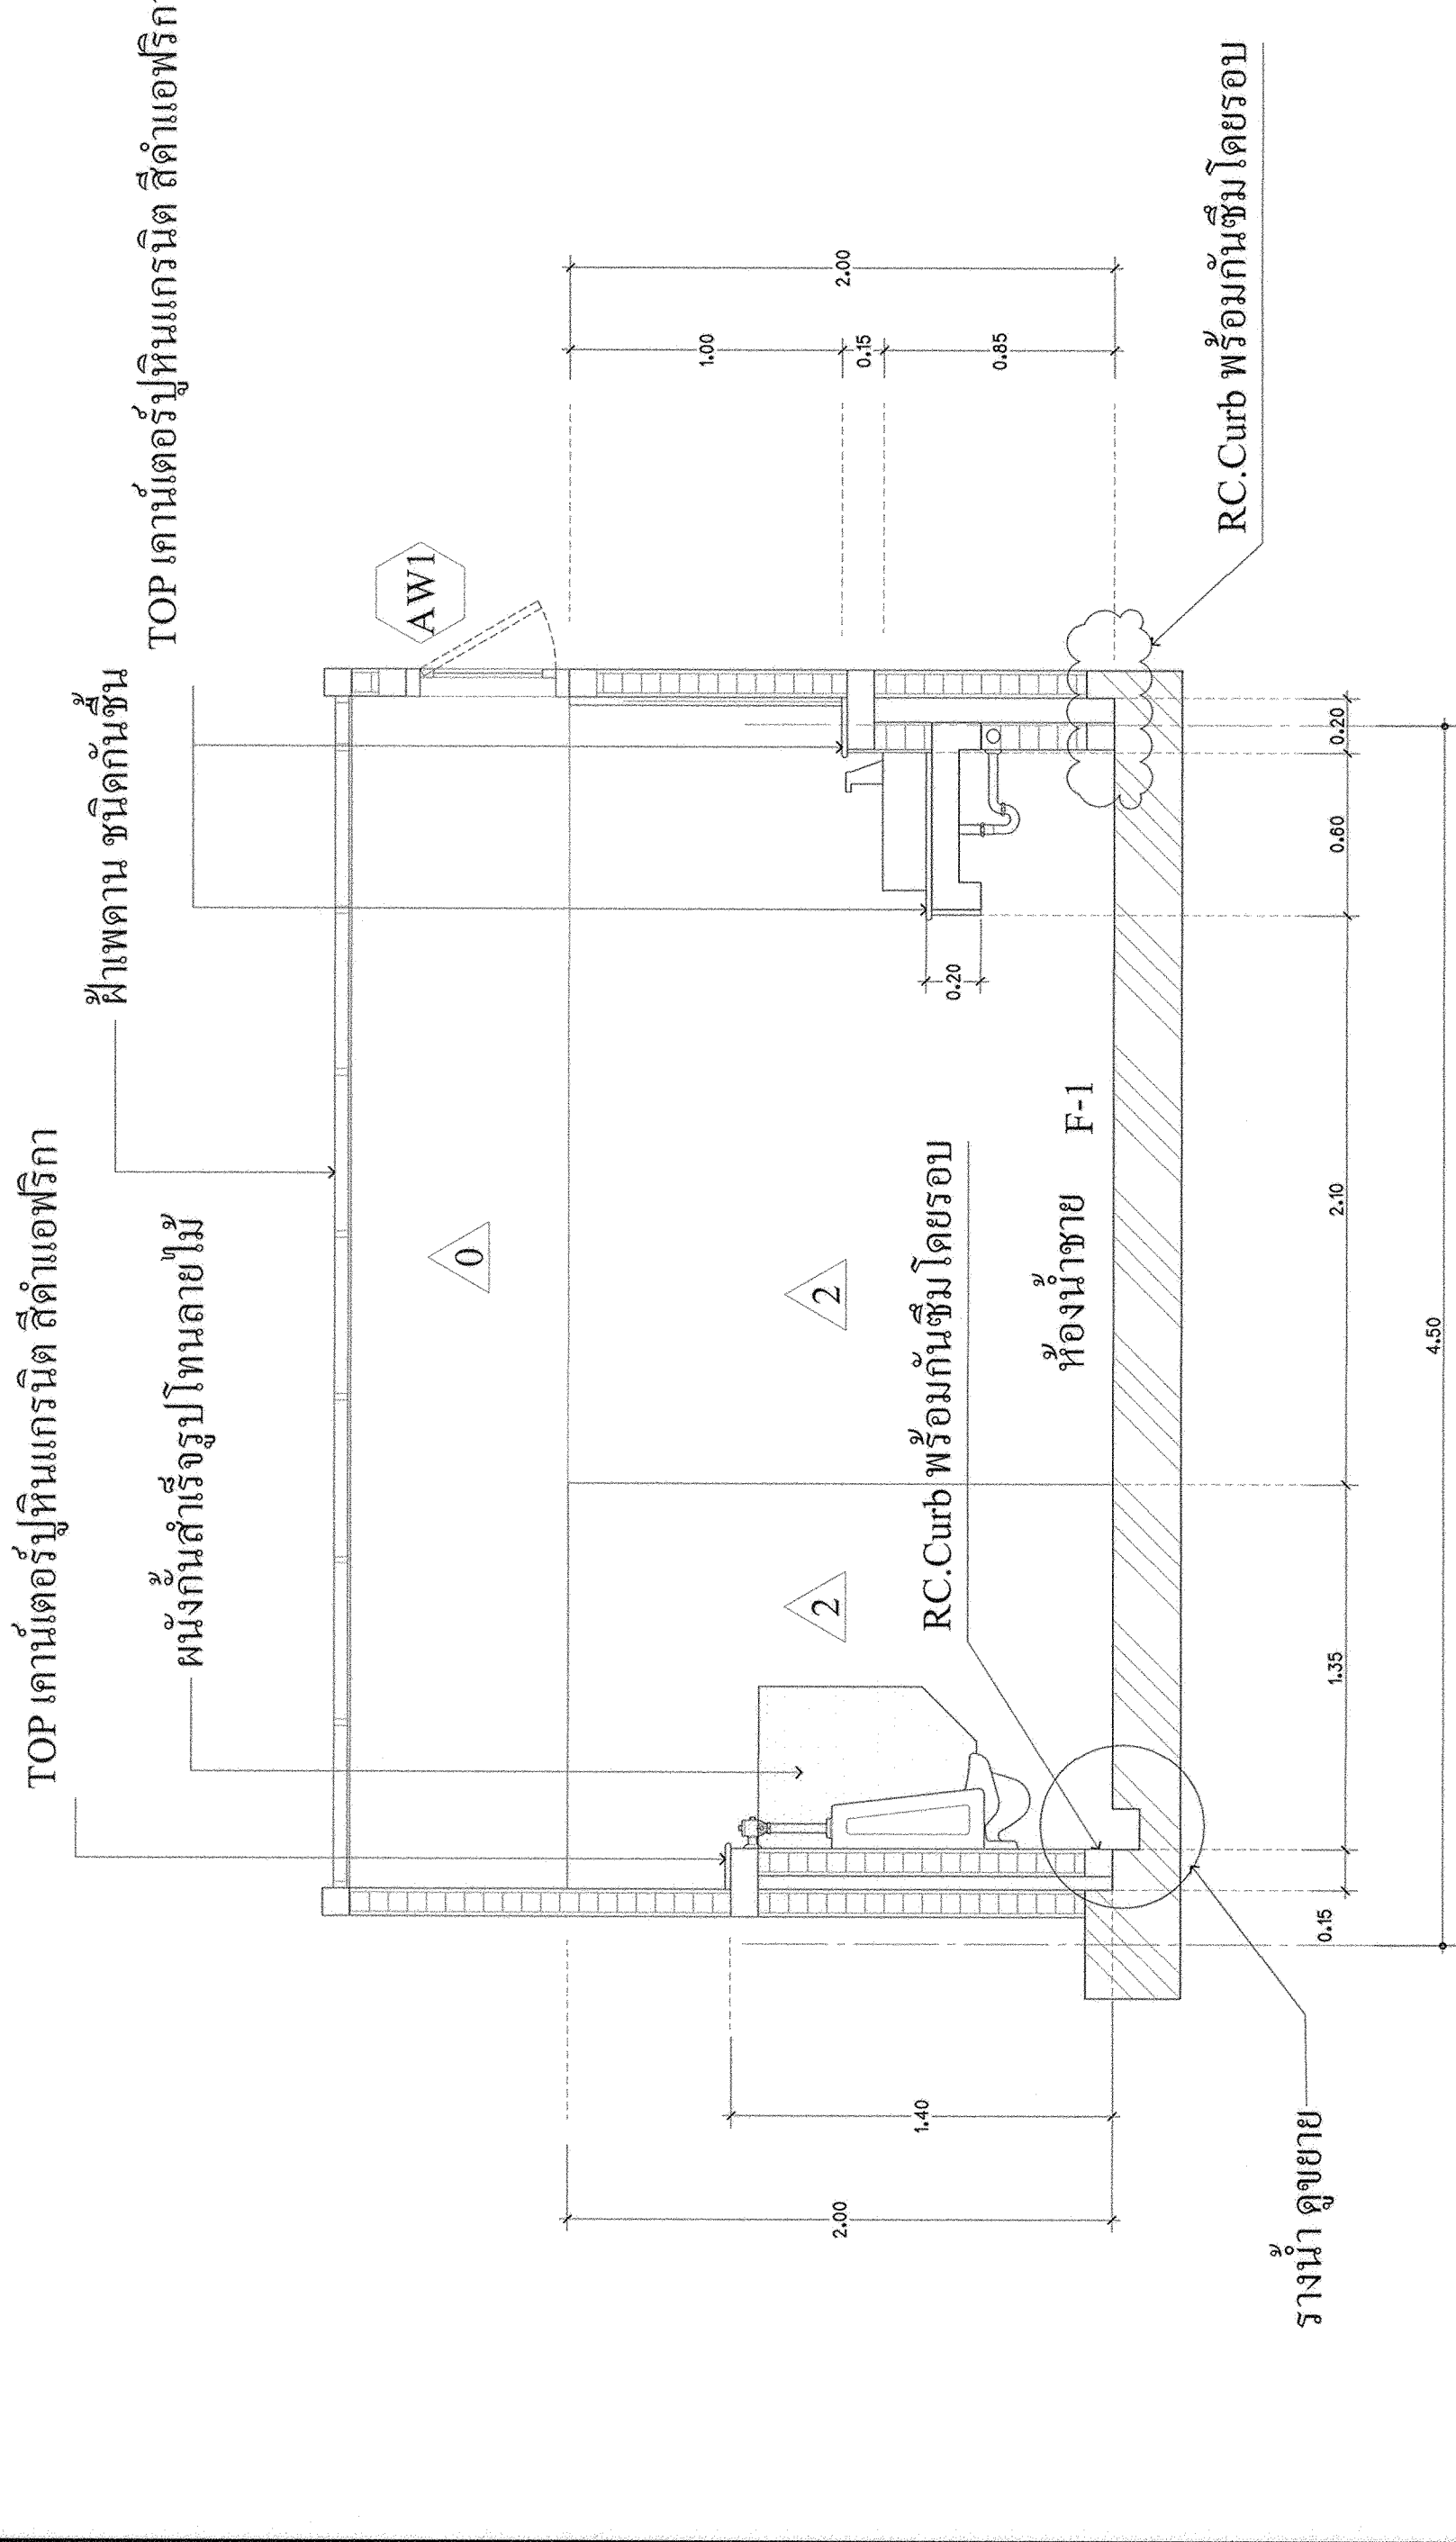 TOP เคาน์เตอร์ปูหินแกรนิต สีดำแอฟริกา
ฝ้าเพดาน ชนิดกันชื้น
TOP เคาน์เตอร์ปูหินแกรนิต สีดำแอฟริกา
ผนังกั้นสำเร็จรูปโทนลายไม้
AW1
0
2
2
2.00
1.40
2.00
1.00
0.15
0.85
0.20
RC.Curb พร้อมกันซึมโดยรอบ
ห้องน้ำชาย F-1
RC.Curb พร้อมกันซึมโดยรอบ
รางน้ำ ดูขยาย
0.15
1.35
2.10
0.60
0.20
4.50